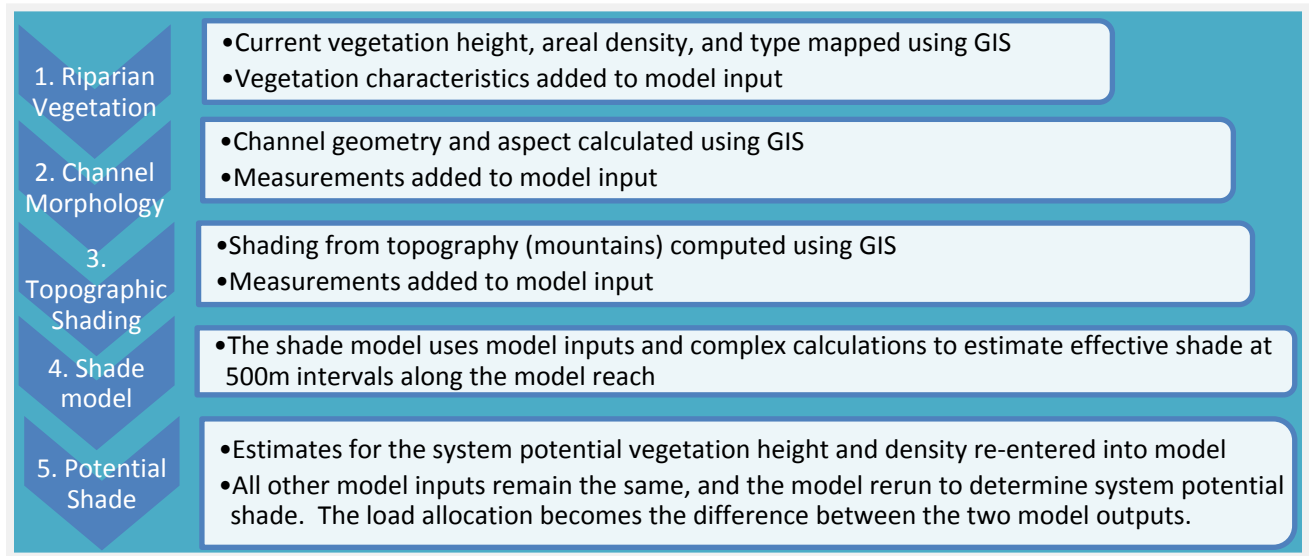 1. Riparian
Vegetation
•Current vegetation height, areal density, and type mapped using GIS
•Vegetation characteristics added to model input
2. Channel
Morphology
•Channel geometry and aspect calculated using GIS
•Measurements added to model input
3.
Topographic
Shading
•Shading from topography (mountains) computed using GIS
•Measurements added to model input
4. Shade
model
•The shade model uses model inputs and complex calculations to estimate effective shade at
500m intervals along the model reach
5. Potential
Shade
•Estimates for the system potential vegetation height and density re-entered into model
•All other model inputs remain the same, and the model rerun to determine system potential
shade.  The load allocation becomes the difference between the two model outputs.